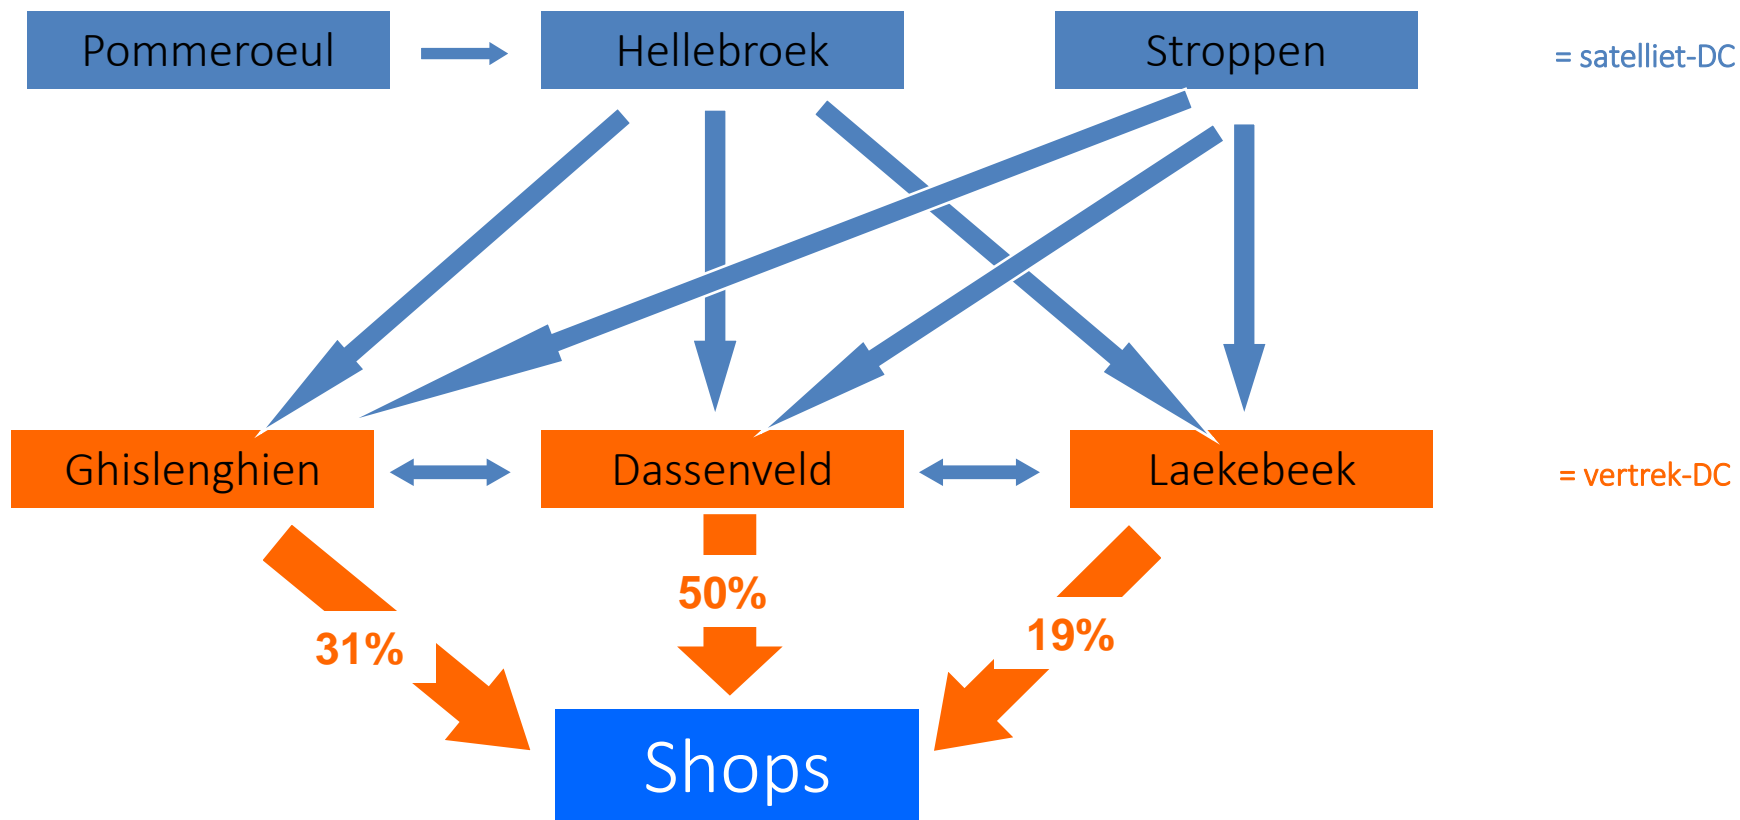 Pommeroeul
Hellebroek
Stroppen
= satelliet-DC
Ghislenghien
Dassenveld
Laekebeek
= vertrek-DC
50%
31%
19%
Shops